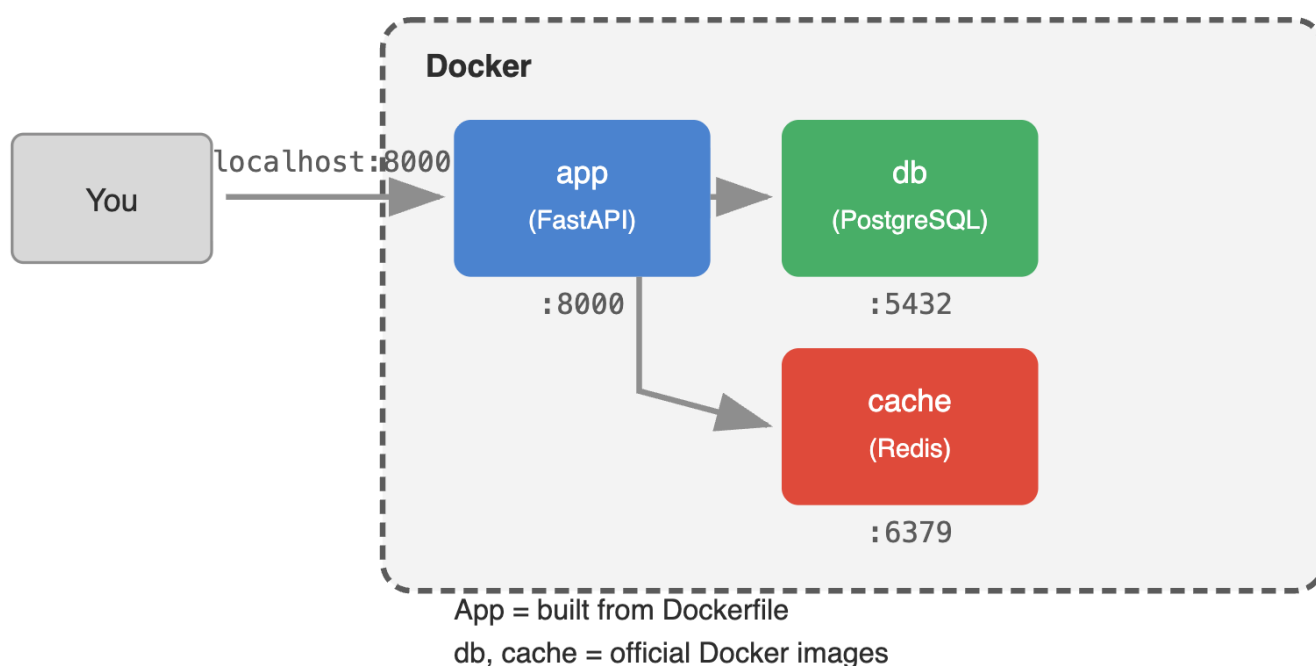 Docker
You
localhost:8000
app
(FastAPI)
:8000
db
(PostgreSQL)
:5432
cache
(Redis)
:6379
App = built from Dockerfile
db, cache = official Docker images